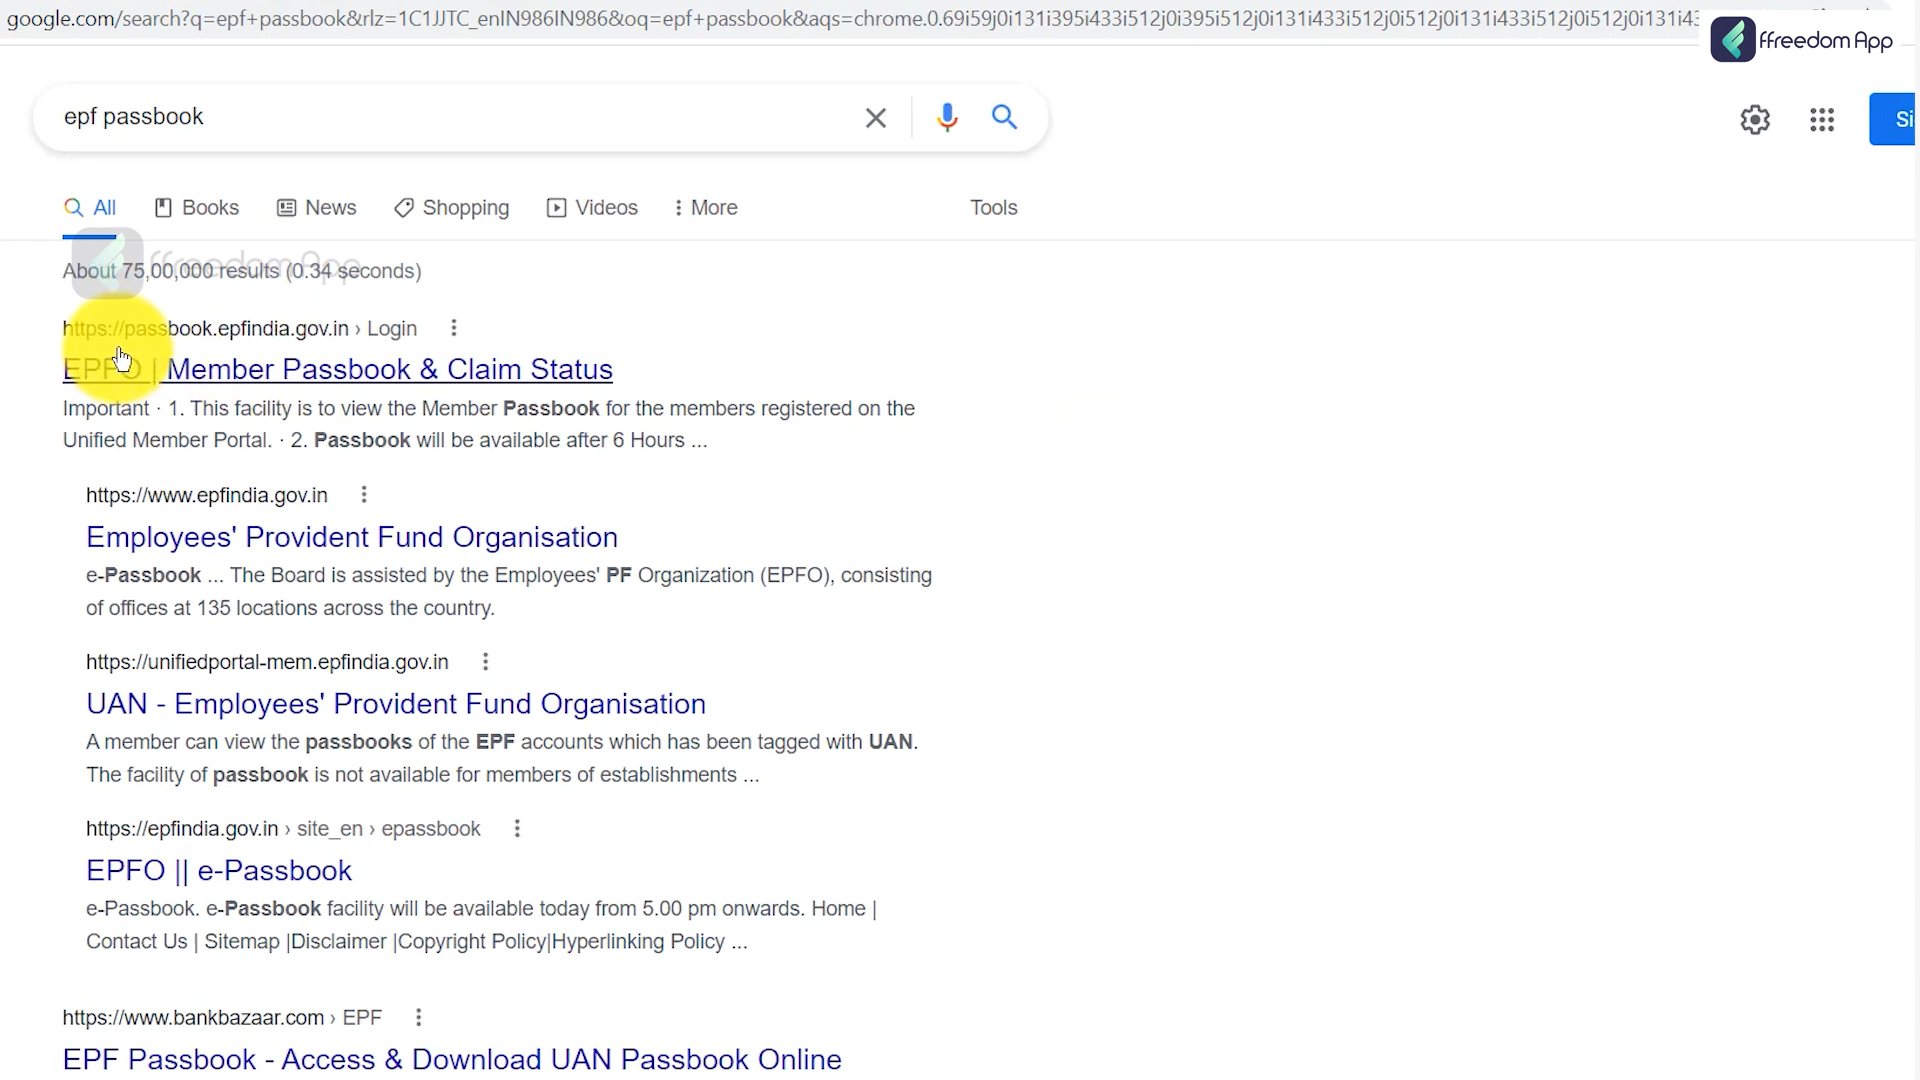 google.com/search?q=epf+passbook&rlz=1C1JJTC_enIN986IN986&oq=epf+passbook&aqs=chrome.0.69i59j0i131i395i433i512j0i395i512j0i131i433i512j0i512j0i131i433i512j0i512j0i131i43
ffreedom App
epf passbook
Si
All Books News Shopping Videos More Tools
ffreedom App
About 75,00,000 results (0.34 seconds)
https://passbook.epfindia.gov.in › Login
EPFO | Member Passbook & Claim Status
Important · 1. This facility is to view the Member Passbook for the members registered on the
Unified Member Portal. · 2. Passbook will be available after 6 Hours ...
https://www.epfindia.gov.in
Employees' Provident Fund Organisation
e-Passbook ... The Board is assisted by the Employees' PF Organization (EPFO), consisting
of offices at 135 locations across the country.
https://unifiedportal-mem.epfindia.gov.in
UAN - Employees' Provident Fund Organisation
A member can view the passbooks of the EPF accounts which has been tagged with UAN.
The facility of passbook is not available for members of establishments ...
https://epfindia.gov.in › site_en › epassbook
EPFO || e-Passbook
e-Passbook. e-Passbook facility will be available today from 5.00 pm onwards. Home |
Contact Us | Sitemap |Disclaimer |Copyright Policy|Hyperlinking Policy ...
https://www.bankbazaar.com › EPF
EPF Passbook - Access & Download UAN Passbook Online